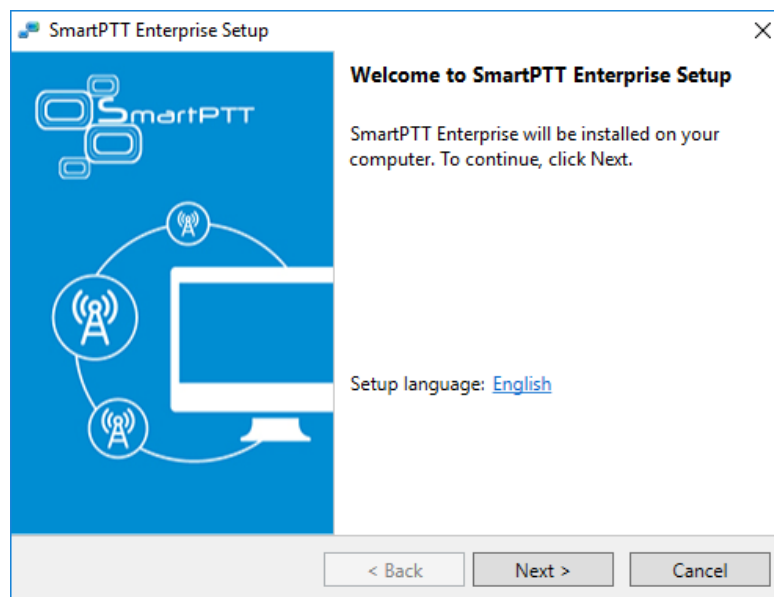 SmartPTT Enterprise Setup
SmartPTT
Welcome to SmartPTT Enterprise Setup
SmartPTT Enterprise will be installed on your
computer. To continue, click Next.
Setup language: English
< Back
Next >
Cancel